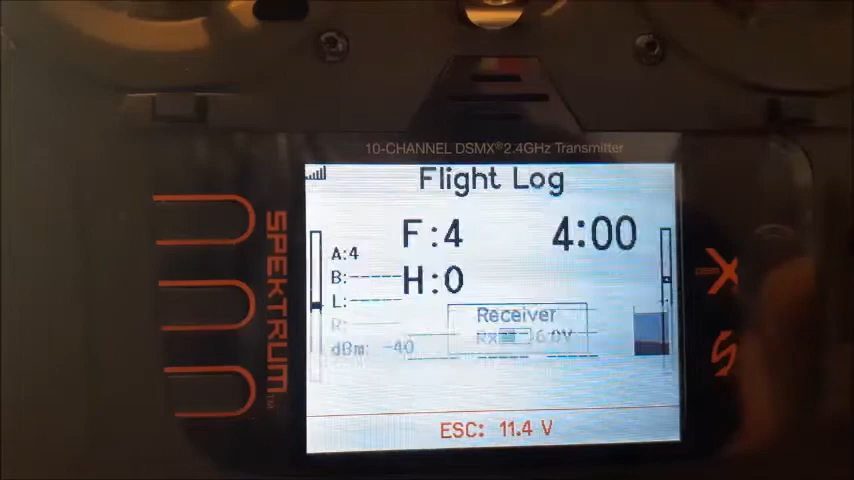 10-CHANNEL DSMX® 2.4GHz Transmitter
Flight Log
F:4 4:00
A:4
B:------ H:0
L:------
R:
dBm: -40
Receiver
Rx 6.0V
ESC: 11.4 V
SPEKTRUM™